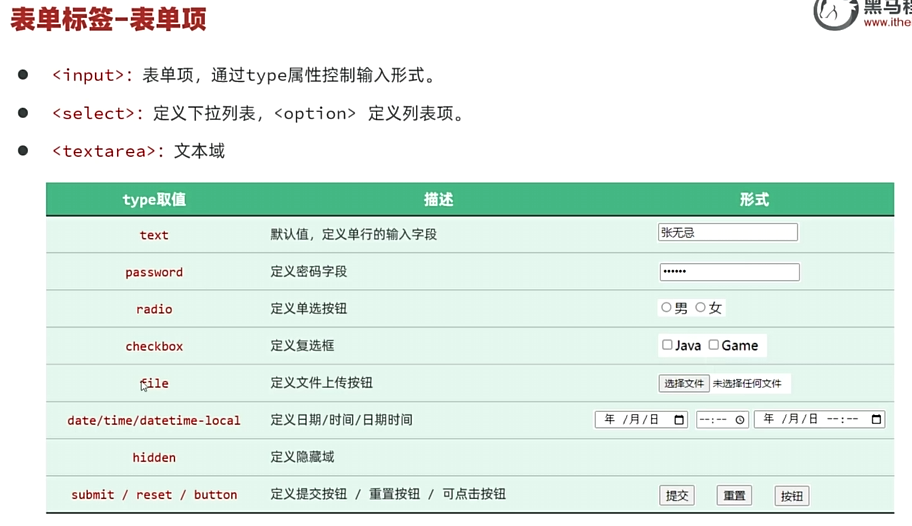 表单标签-表单项
黑马程
www.ithe
<input>：表单项，通过type属性控制输入形式。
<select>：定义下拉列表，<option> 定义列表项。
<textarea>：文本域
type取值 描述 形式
text 默认值，定义单行的输入字段 张无忌
password 定义密码字段 ••••••
radio 定义单选按钮 男 女
checkbox 定义复选框 Java Game
file 定义文件上传按钮 选择文件 未选择任何文件
date/time/datetime-local 定义日期/时间/日期时间 年 /月/日 --:-- 年 /月/日 --:--
hidden 定义隐藏域
submit / reset / button 定义提交按钮 / 重置按钮 / 可点击按钮 提交 重置 按钮